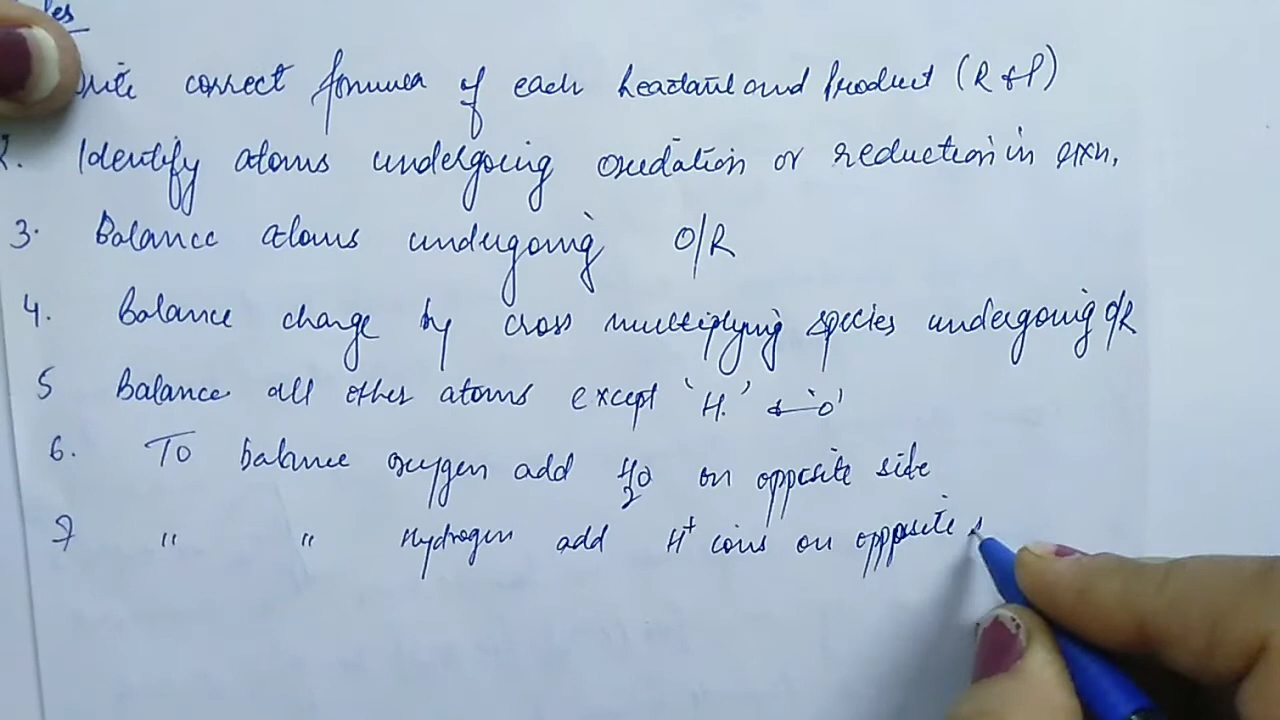 les
rite correct formula of each Reactant and Product (R & P)
2. Identify atoms undergoing oxidation or reduction in rxn.
3. Balance atoms undergoing O/R
4. Balance charge by cross multiplying species undergoing O/R
5 Balance all other atoms except 'H' & 'O'
6. To balance oxygen add H₂O on opposite side
7 " " Hydrogen add H⁺ ions on opposite s